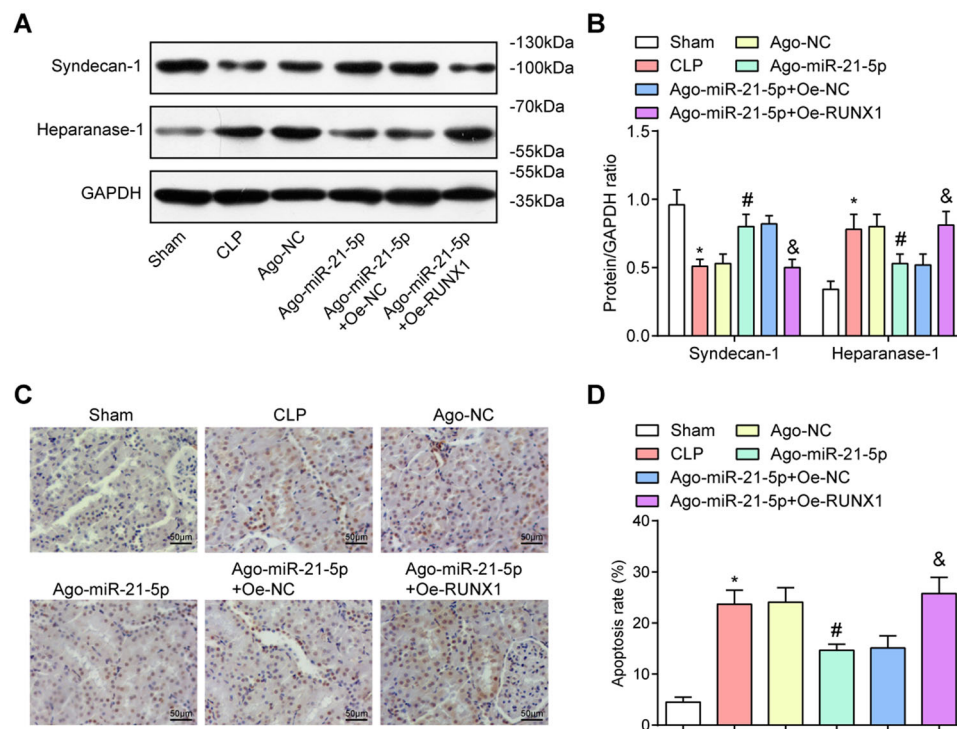 A
Syndecan-1
-130kDa
-100kDa
Heparanase-1
-70kDa
-55kDa
GAPDH
-55kDa
-35kDa
Sham
CLP
Ago-NC
Ago-miR-21-5p
Ago-miR-21-5p
+Oe-NC
Ago-miR-21-5p
+Oe-RUNX1
B
Sham
Ago-NC
CLP
Ago-miR-21-5p
Ago-miR-21-5p+Oe-NC
Ago-miR-21-5p+Oe-RUNX1
Protein/GAPDH ratio
1.5
1.0
0.5
0.0
*
#
&
*
#
&
Syndecan-1
Heparanase-1
C
Sham
CLP
Ago-NC
50μm
50μm
50μm
Ago-miR-21-5p
Ago-miR-21-5p
+Oe-NC
Ago-miR-21-5p
+Oe-RUNX1
50μm
50μm
50μm
D
Sham
Ago-NC
CLP
Ago-miR-21-5p
Ago-miR-21-5p+Oe-NC
Ago-miR-21-5p+Oe-RUNX1
Apoptosis rate (%)
40
30
20
10
0
*
#
&